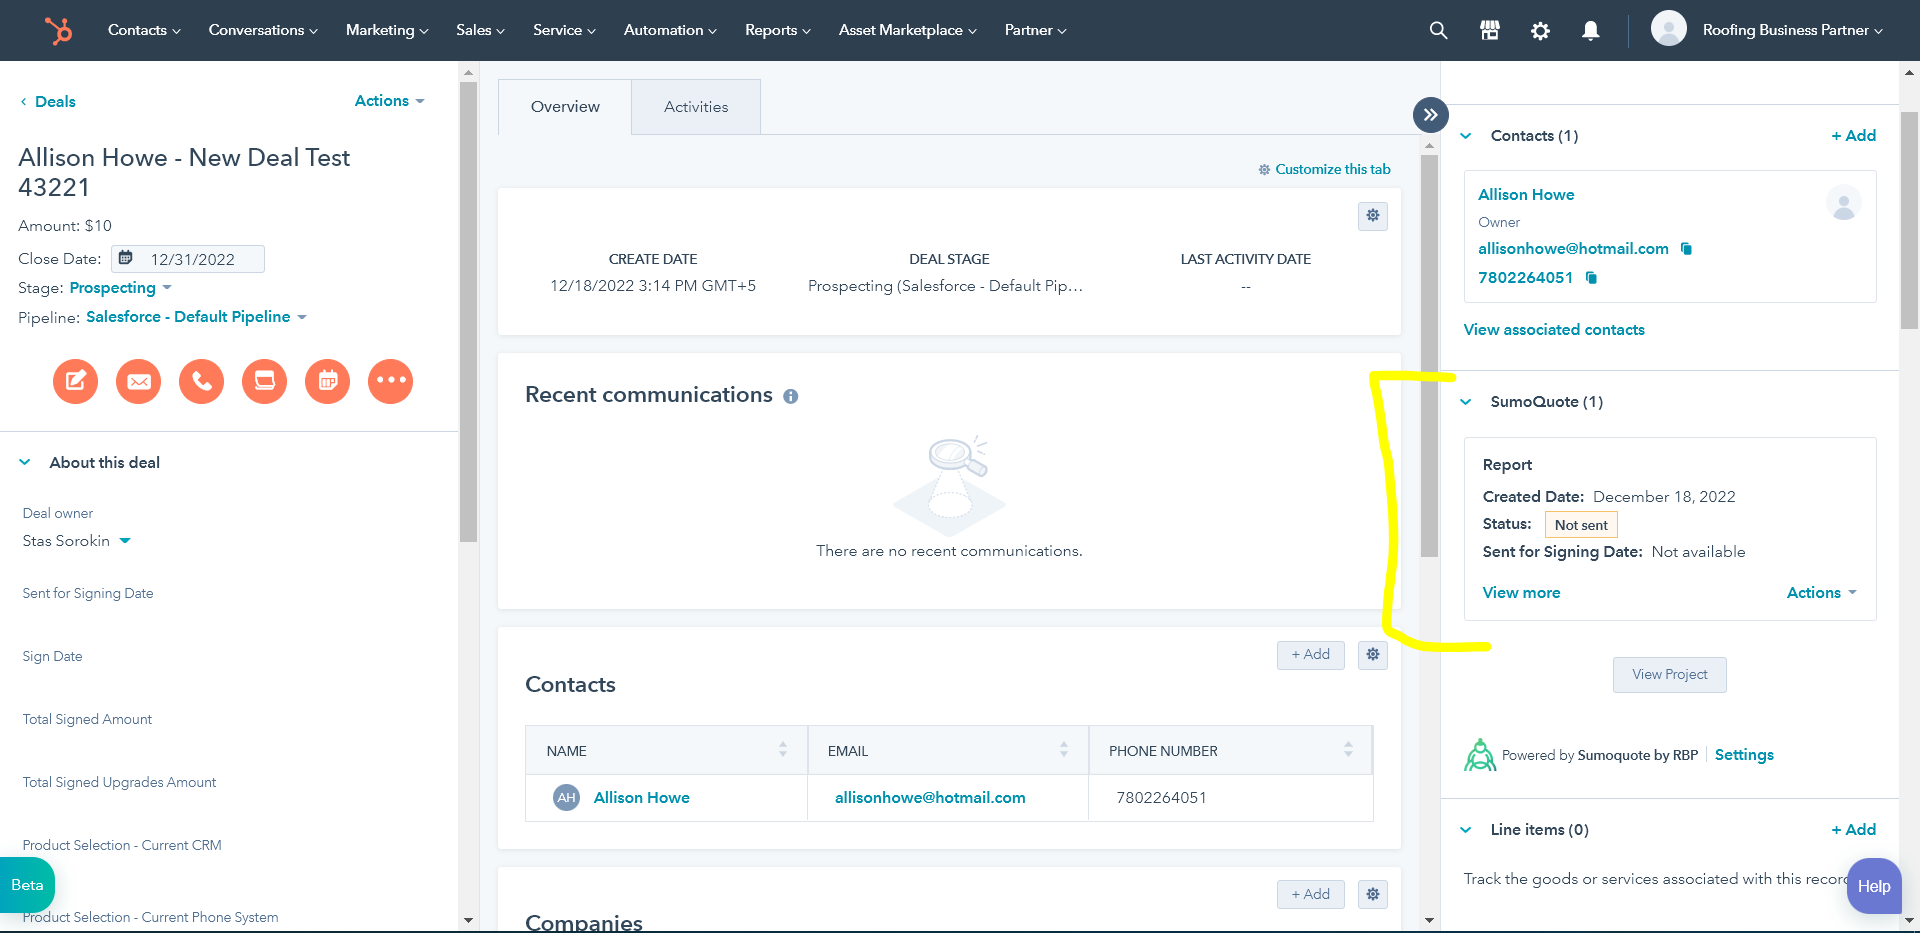 Contacts Conversations Marketing Sales Service Automation Reports Asset Marketplace Partner Roofing Business Partner
Deals
Actions
Allison Howe - New Deal Test
43221
Amount: $10
Close Date: 12/31/2022
Stage: Prospecting
Pipeline: Salesforce - Default Pipeline
About this deal
Deal owner
Stas Sorokin
Sent for Signing Date
Sign Date
Total Signed Amount
Total Signed Upgrades Amount
Product Selection - Current CRM
Beta
Product Selection - Current Phone System
Overview Activities
Customize this tab
CREATE DATE DEAL STAGE LAST ACTIVITY DATE
12/18/2022 3:14 PM GMT+5 Prospecting (Salesforce - Default Pip… --
Recent communications
There are no recent communications.
+ Add
Contacts
NAME EMAIL PHONE NUMBER
AH Allison Howe allisonhowe@hotmail.com 7802264051
+ Add
Companies
Contacts (1) + Add
Allison Howe
Owner
allisonhowe@hotmail.com
7802264051
View associated contacts
SumoQuote (1)
Report
Created Date: December 18, 2022
Status: Not sent
Sent for Signing Date: Not available
View more Actions
View Project
Powered by Sumoquote by RBP Settings
Line items (0) + Add
Track the goods or services associated with this recor
Help